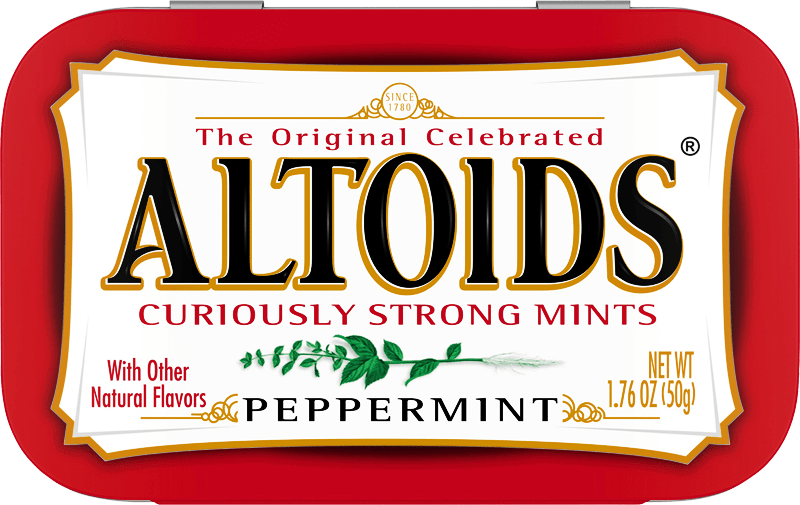 SINCE
1780
The Original Celebrated
ALTOIDS®
CURIOUSLY STRONG MINTS
With Other
Natural Flavors
NET WT
1.76 OZ (50g)
PEPPERMINT